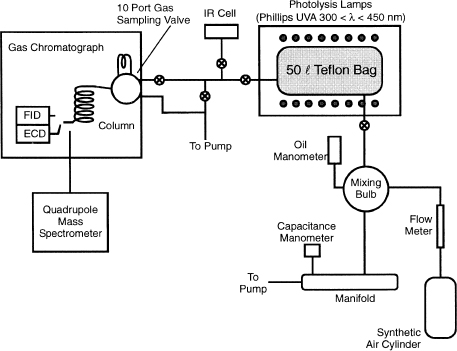 10 Port Gas
Sampling Valve
IR Cell
Photolysis Lamps
(Phillips UVA 300 < λ < 450 nm)
Gas Chromatograph
50 ℓ Teflon Bag
FID
ECD
Column
To Pump
Oil
Manometer
Mixing
Bulb
Quadrupole
Mass
Spectrometer
Capacitance
Manometer
Flow
Meter
To
Pump
Manifold
Synthetic
Air Cylinder